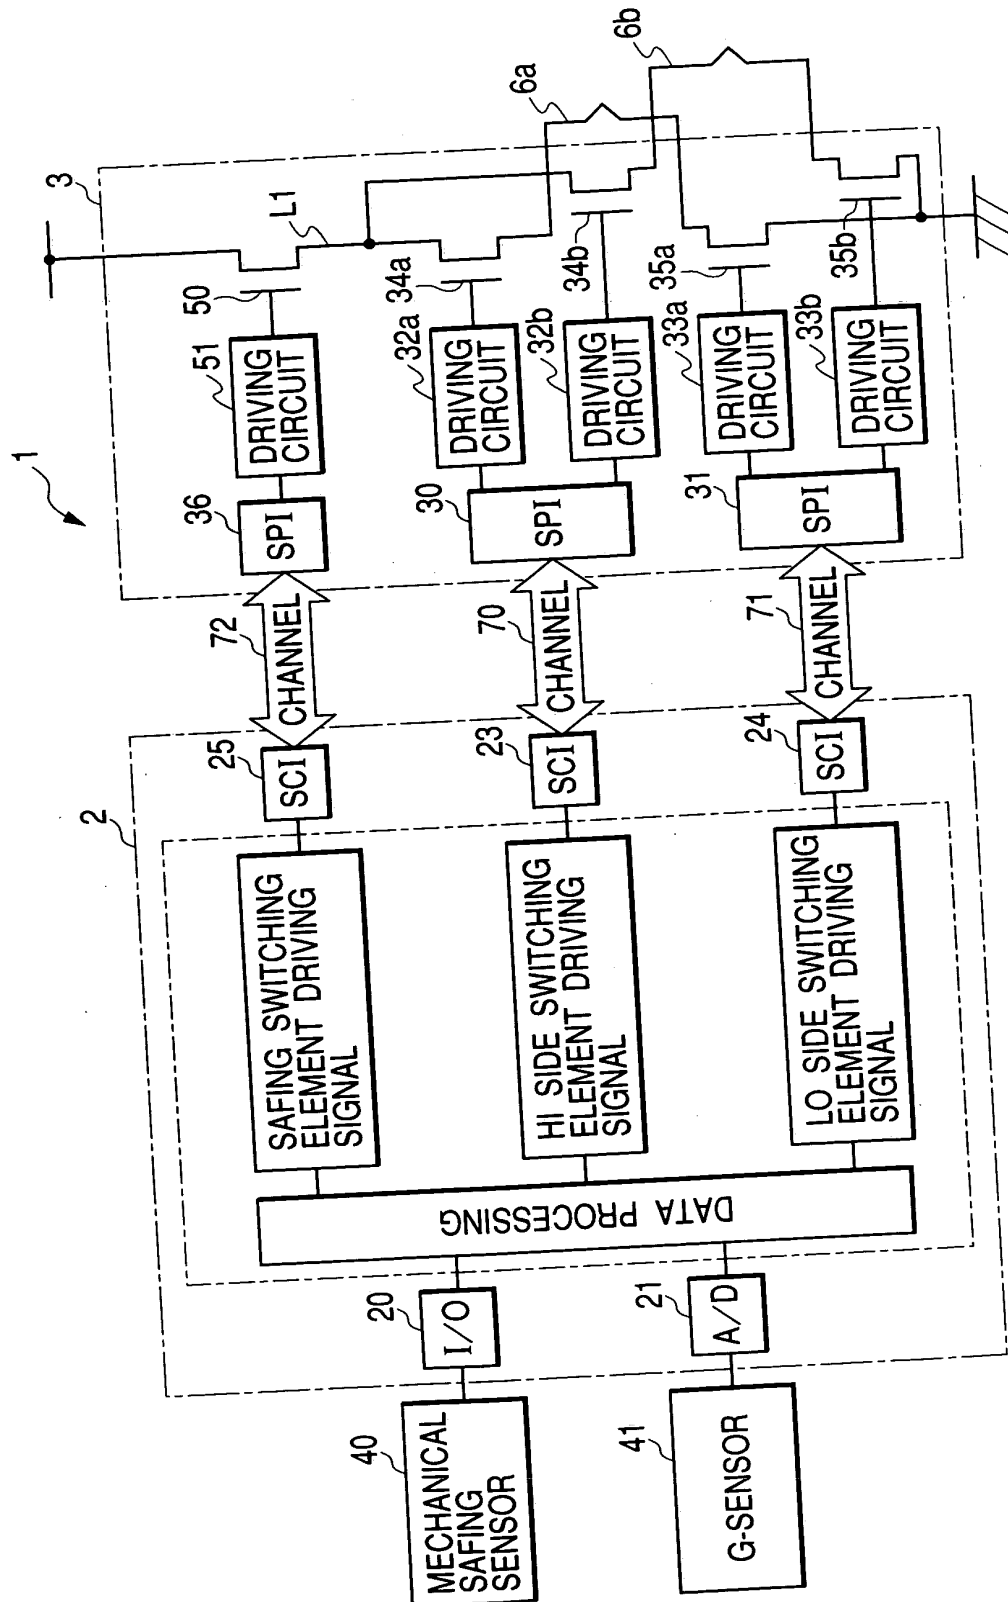 1
2
3
40
MECHANICAL
SAFING
SENSOR
41
G-SENSOR
20
I/O
21
A/D
DATA PROCESSING
SAFING SWITCHING
ELEMENT DRIVING
SIGNAL
HI SIDE SWITCHING
ELEMENT DRIVING
SIGNAL
LO SIDE SWITCHING
ELEMENT DRIVING
SIGNAL
25
SCI
23
SCI
24
SCI
72
CHANNEL
70
CHANNEL
71
CHANNEL
36
SPI
30
SPI
31
SPI
51
DRIVING
CIRCUIT
32a
DRIVING
CIRCUIT
32b
DRIVING
CIRCUIT
33a
DRIVING
CIRCUIT
33b
DRIVING
CIRCUIT
50
L1
34a
34b
35a
35b
6a
6b